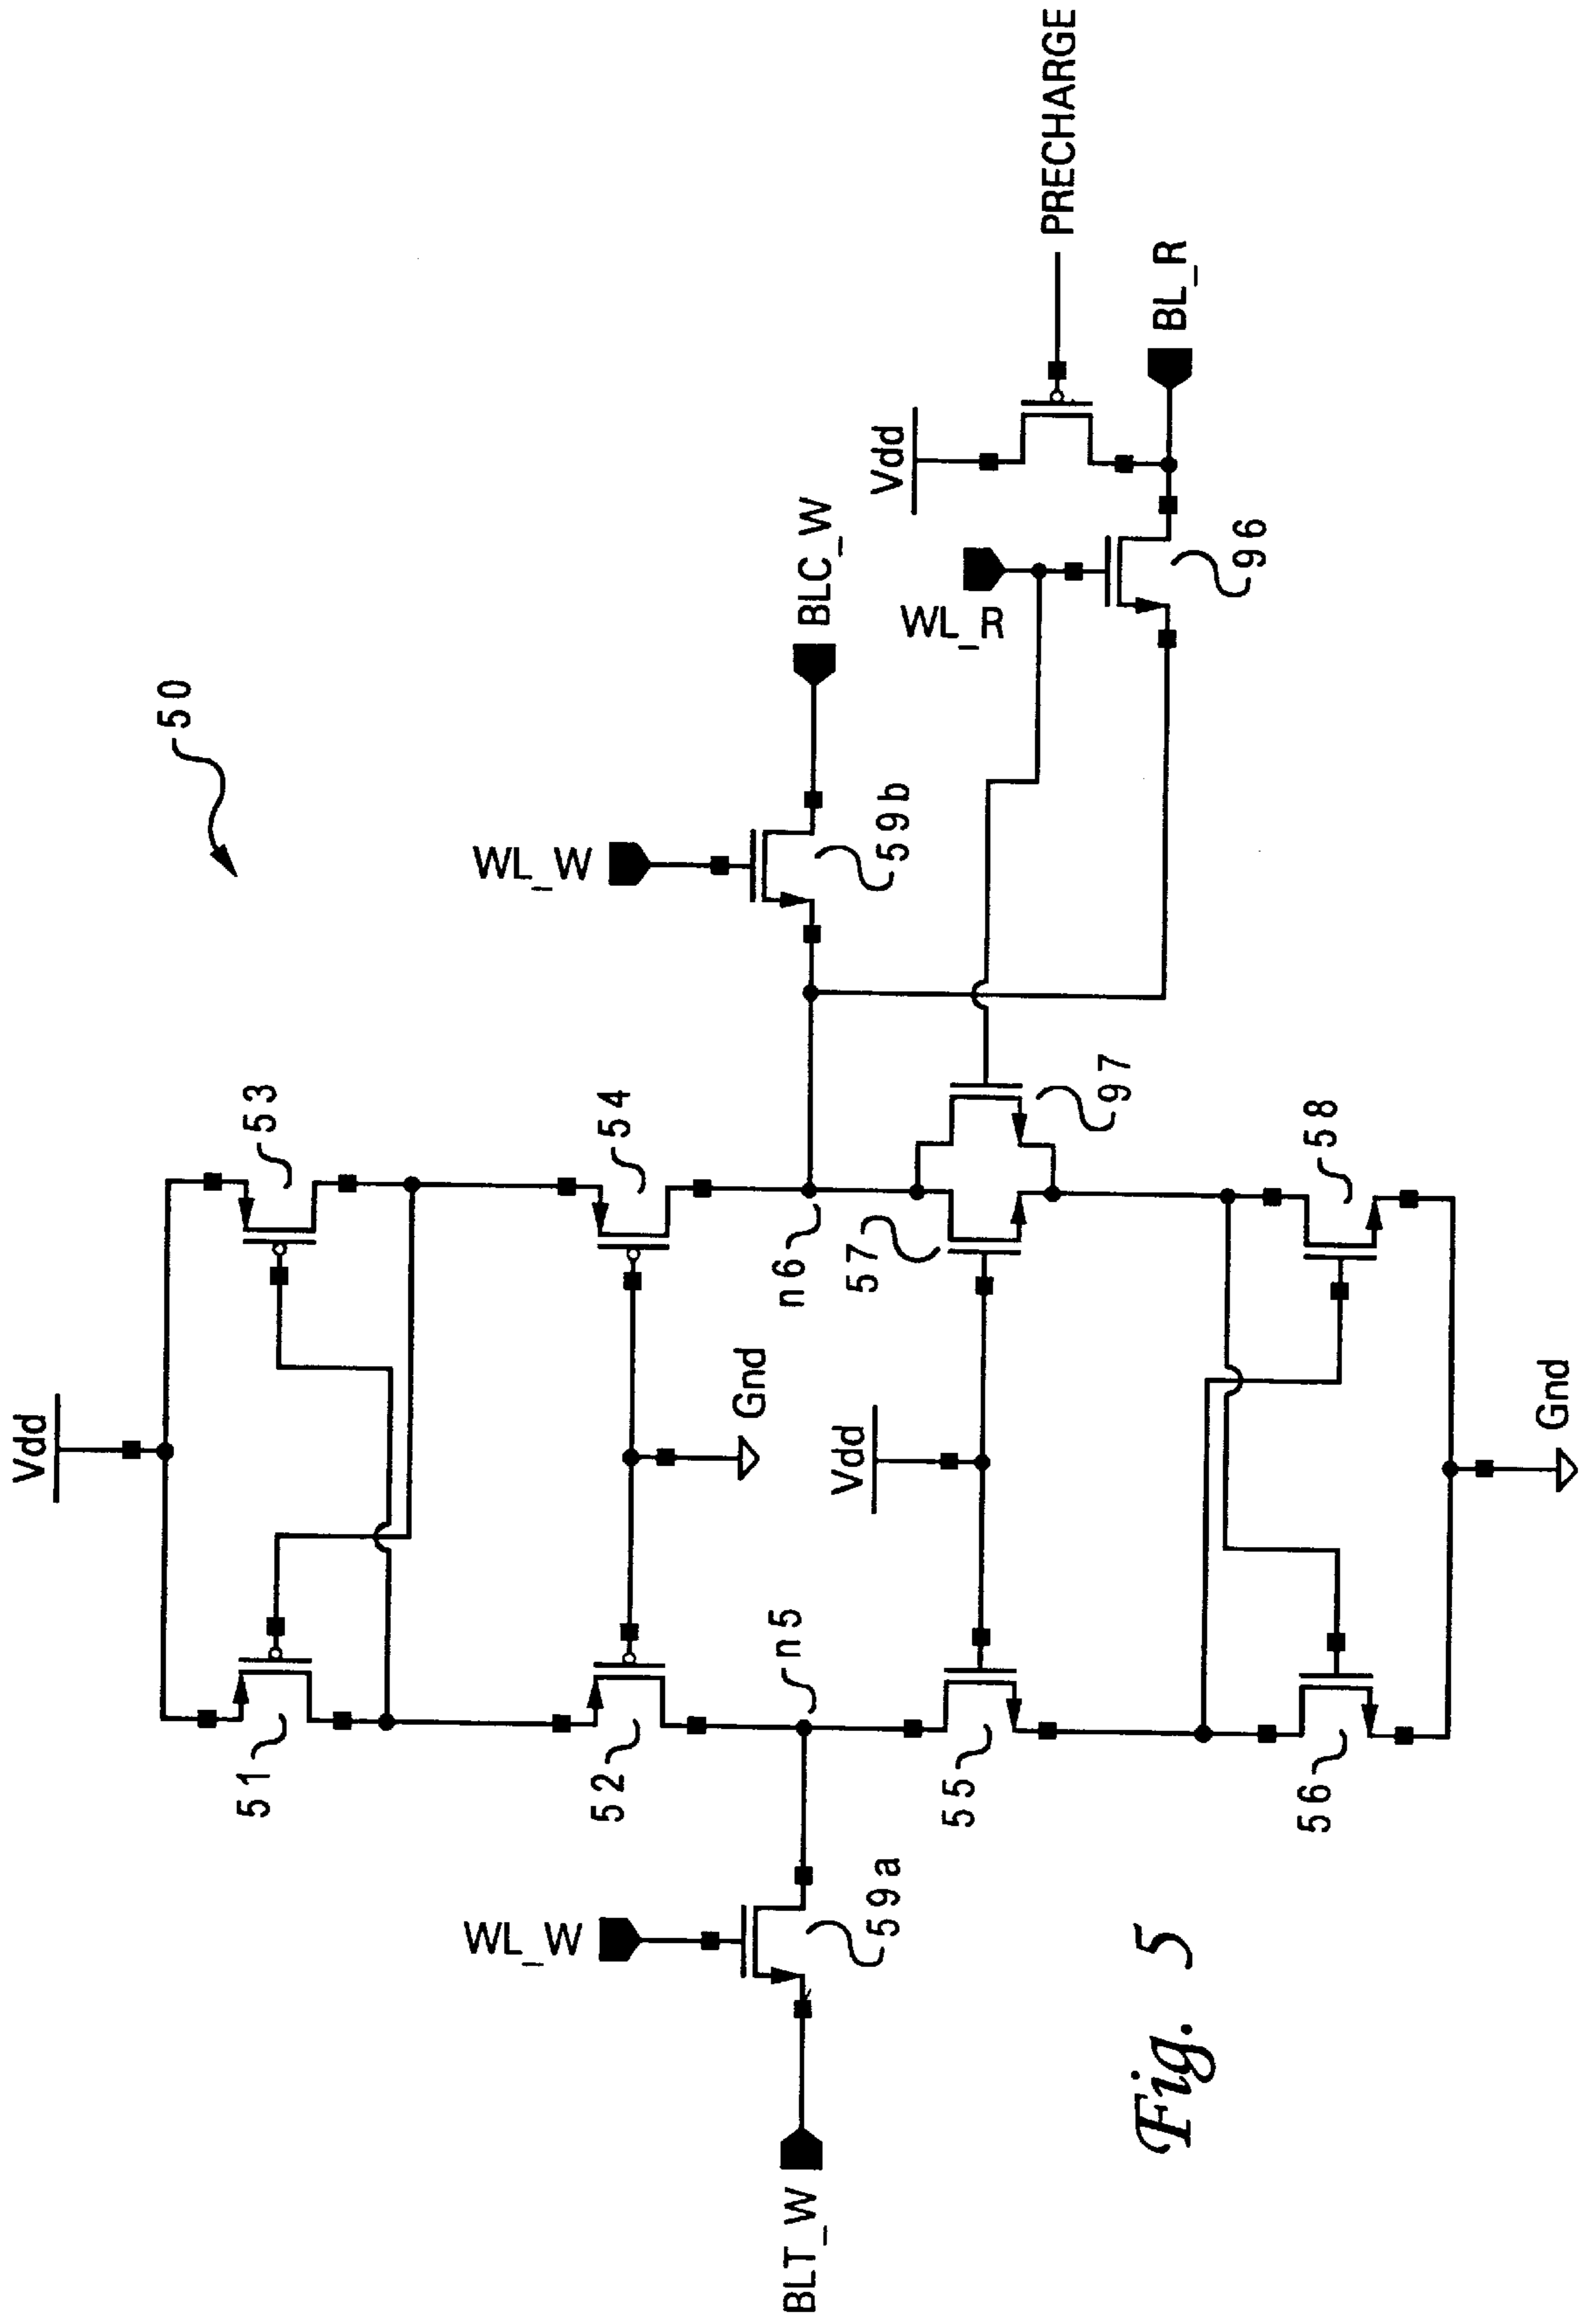 50
Vdd
51
53
52
54
Gnd
n5
n6
WL_W
59a
BLT_W
WL_W
59b
BLC_W
Vdd
55
57
97
56
58
Gnd
WL_R
96
Vdd
PRECHARGE
BL_R
Fig. 5